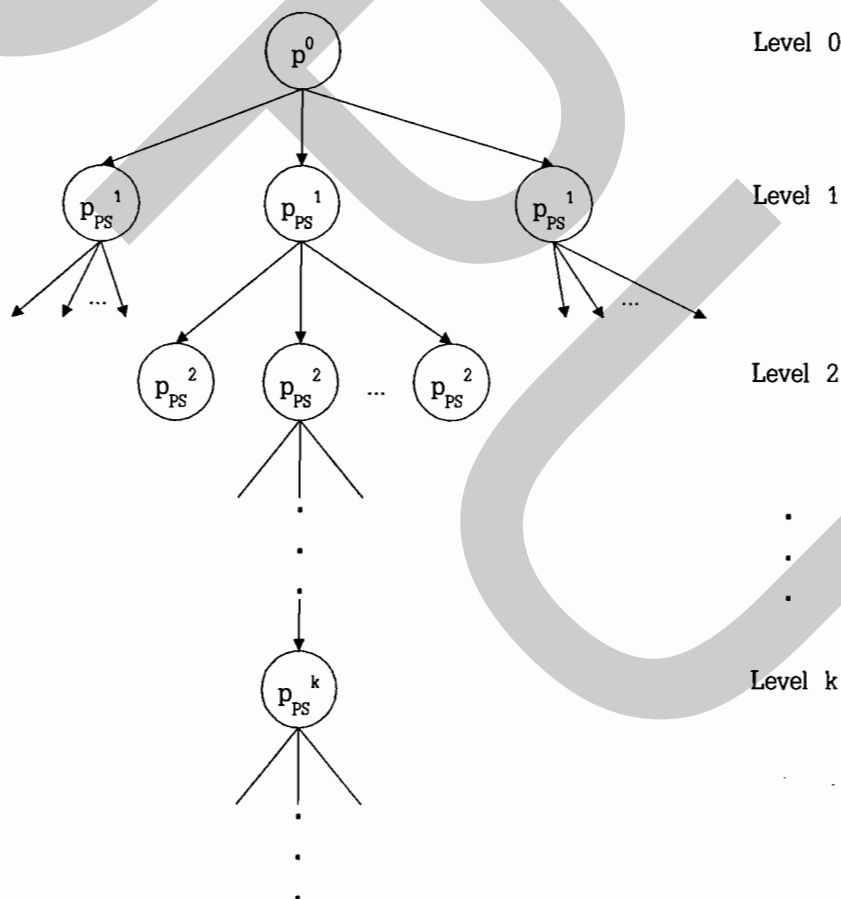 p⁰ Level 0
p_PS¹ p_PS¹ p_PS¹ Level 1
... ...
p_PS² p_PS² ... p_PS² Level 2
p_PS^k Level k